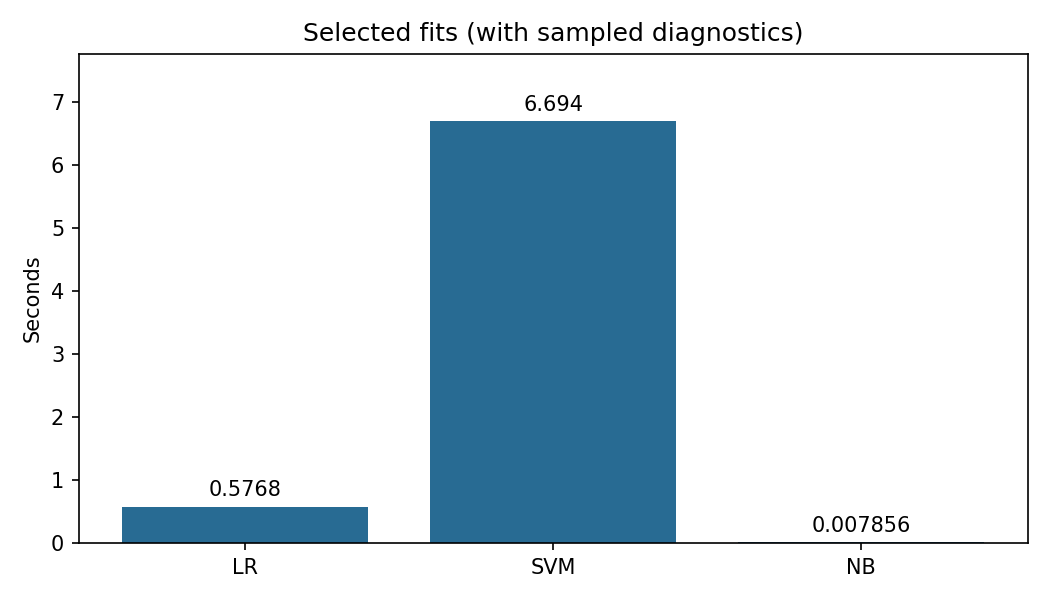 Selected fits (with sampled diagnostics)
7
6
5
4
3
2
1
0
Seconds
0.5768
6.694
0.007856
LR
SVM
NB